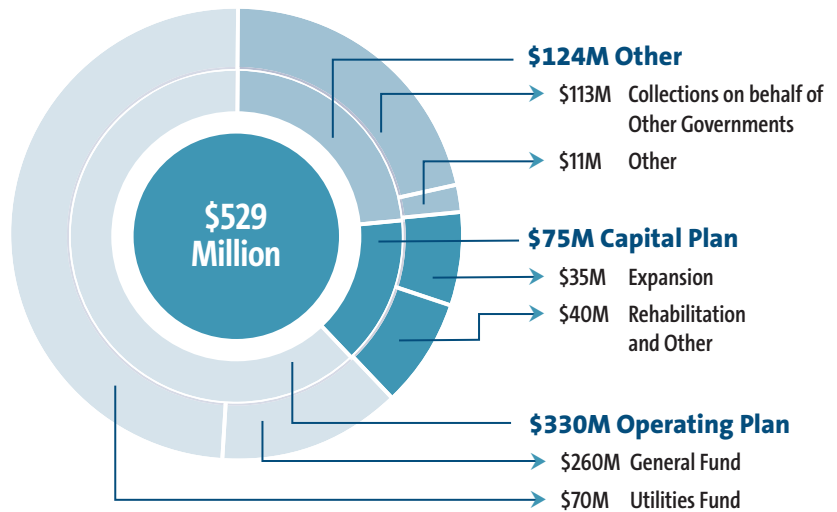 $529
Million
$124M Other
$113M Collections on behalf of
Other Governments
$11M Other
$75M Capital Plan
$35M Expansion
$40M Rehabilitation
and Other
$330M Operating Plan
$260M General Fund
$70M Utilities Fund